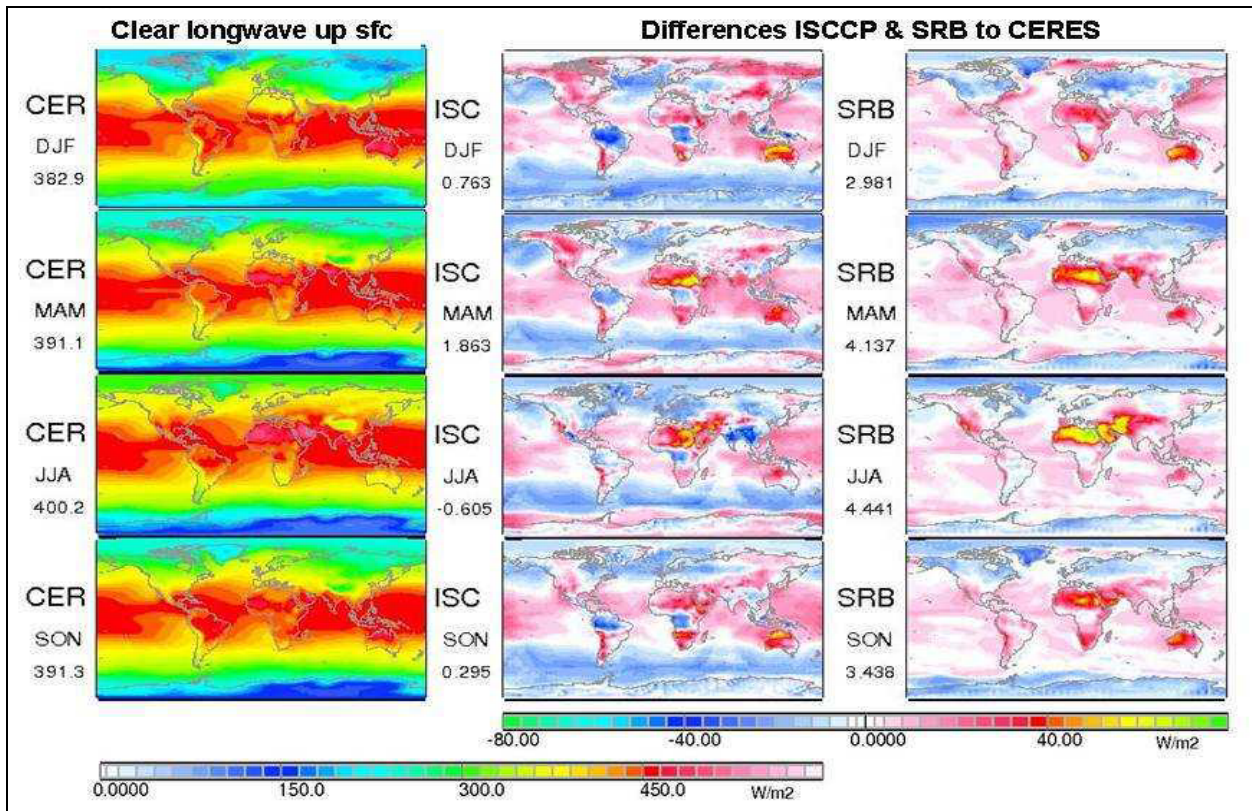 Clear longwave up sfc
Differences ISCCP & SRB to CERES
CER
DJF
382.9
ISC
DJF
0.763
SRB
DJF
2.981
CER
MAM
391.1
ISC
MAM
1.863
SRB
MAM
4.137
CER
JJA
400.2
ISC
JJA
-0.605
SRB
JJA
4.441
CER
SON
391.3
ISC
SON
0.295
SRB
SON
3.438
-80.00 -40.00 0.0000 40.00 W/m2
0.0000 150.0 300.0 450.0 W/m2